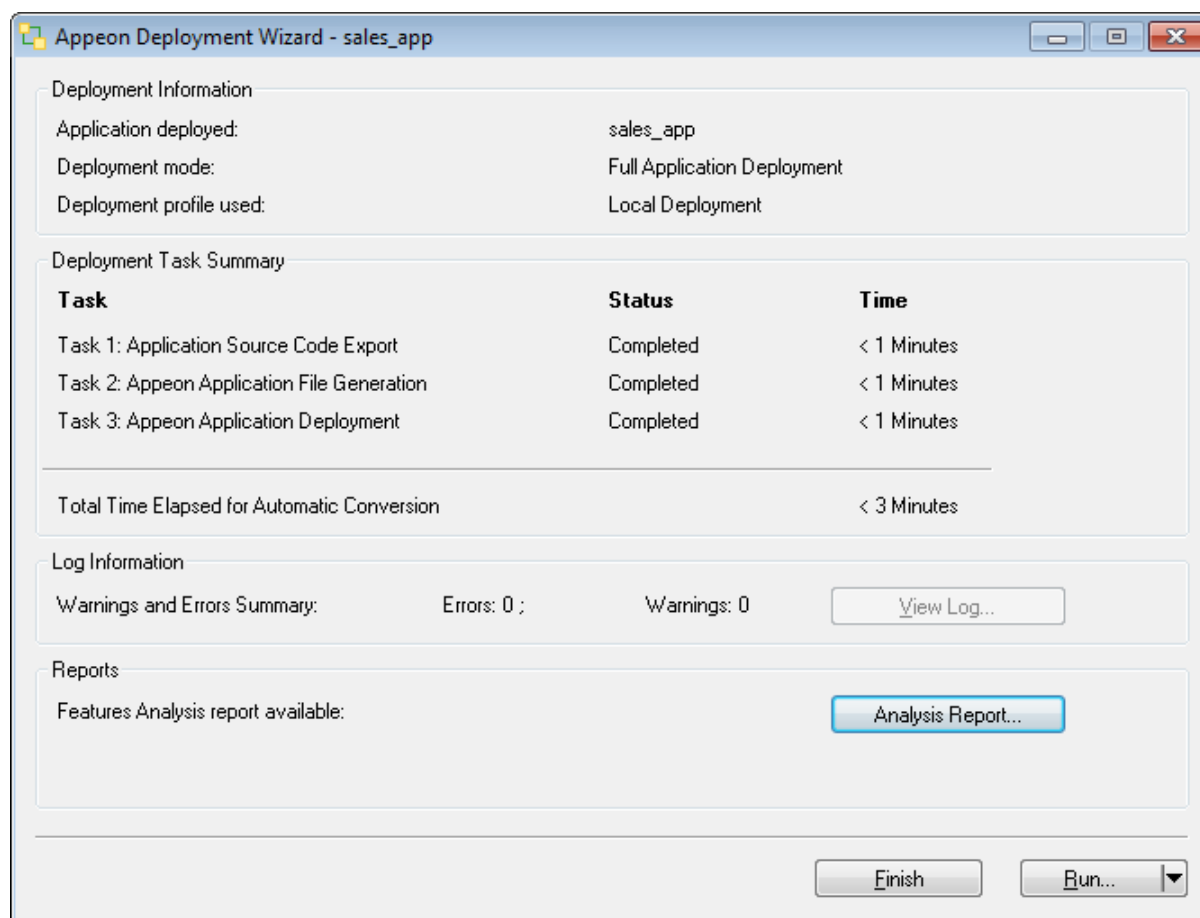 Appeon Deployment Wizard - sales_app
Deployment Information
Application deployed: sales_app
Deployment mode: Full Application Deployment
Deployment profile used: Local Deployment
Deployment Task Summary
Task Status Time
Task 1: Application Source Code Export Completed < 1 Minutes
Task 2: Appeon Application File Generation Completed < 1 Minutes
Task 3: Appeon Application Deployment Completed < 1 Minutes
Total Time Elapsed for Automatic Conversion < 3 Minutes
Log Information
Warnings and Errors Summary: Errors: 0 ; Warnings: 0 View Log...
Reports
Features Analysis report available: Analysis Report...
Finish Run...